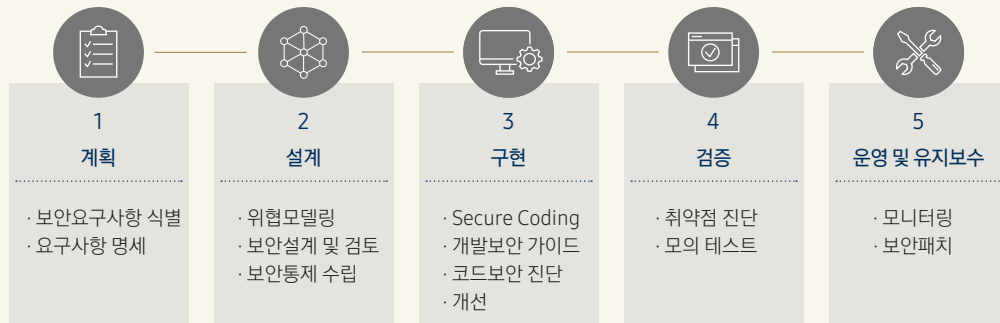 1
계획
· 보안요구사항 식별
· 요구사항 명세
2
설계
· 위협모델링
· 보안설계 및 검토
· 보안통제 수립
3
구현
· Secure Coding
· 개발보안 가이드
· 코드보안 진단
· 개선
4
검증
· 취약점 진단
· 모의 테스트
5
운영 및 유지보수
· 모니터링
· 보안패치